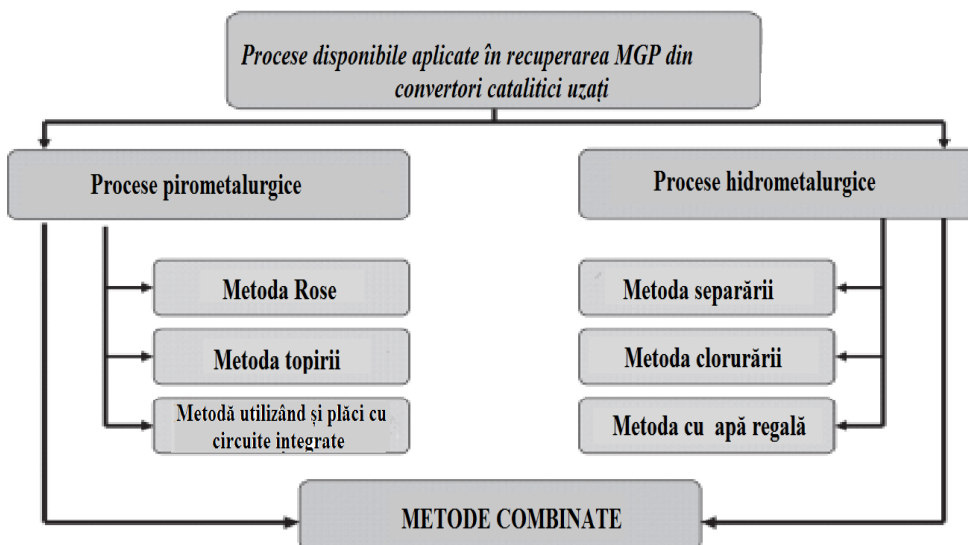 Procese disponibile aplicate în recuperarea MGP din
convertori catalitici uzați
Procese pirometalurgice
Procese hidrometalurgice
Metoda Rose
Metoda separării
Metoda topirii
Metoda clorurării
Metodă utilizând și plăci cu
circuite integrate
Metoda cu apă regală
METODE COMBINATE